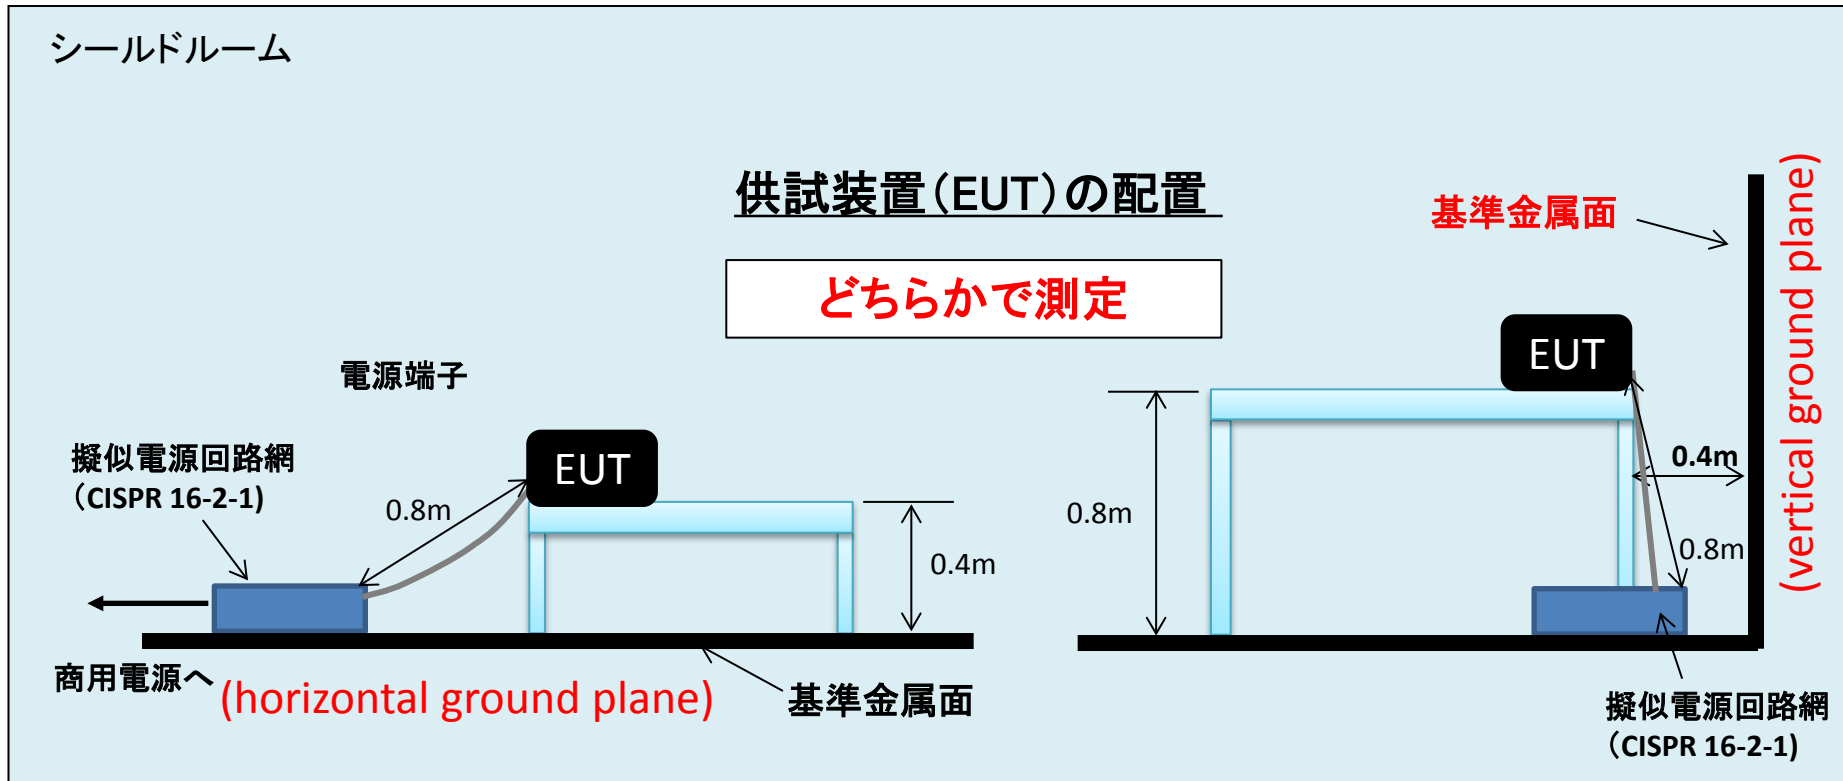 シールドルーム
供試装置(EUT)の配置
どちらかで測定
電源端子
擬似電源回路網
(CISPR 16-2-1)
0.8m
EUT
0.4m
商用電源へ
(horizontal ground plane)
基準金属面
基準金属面
(vertical ground plane)
EUT
0.8m
0.4m
0.8m
擬似電源回路網
(CISPR 16-2-1)